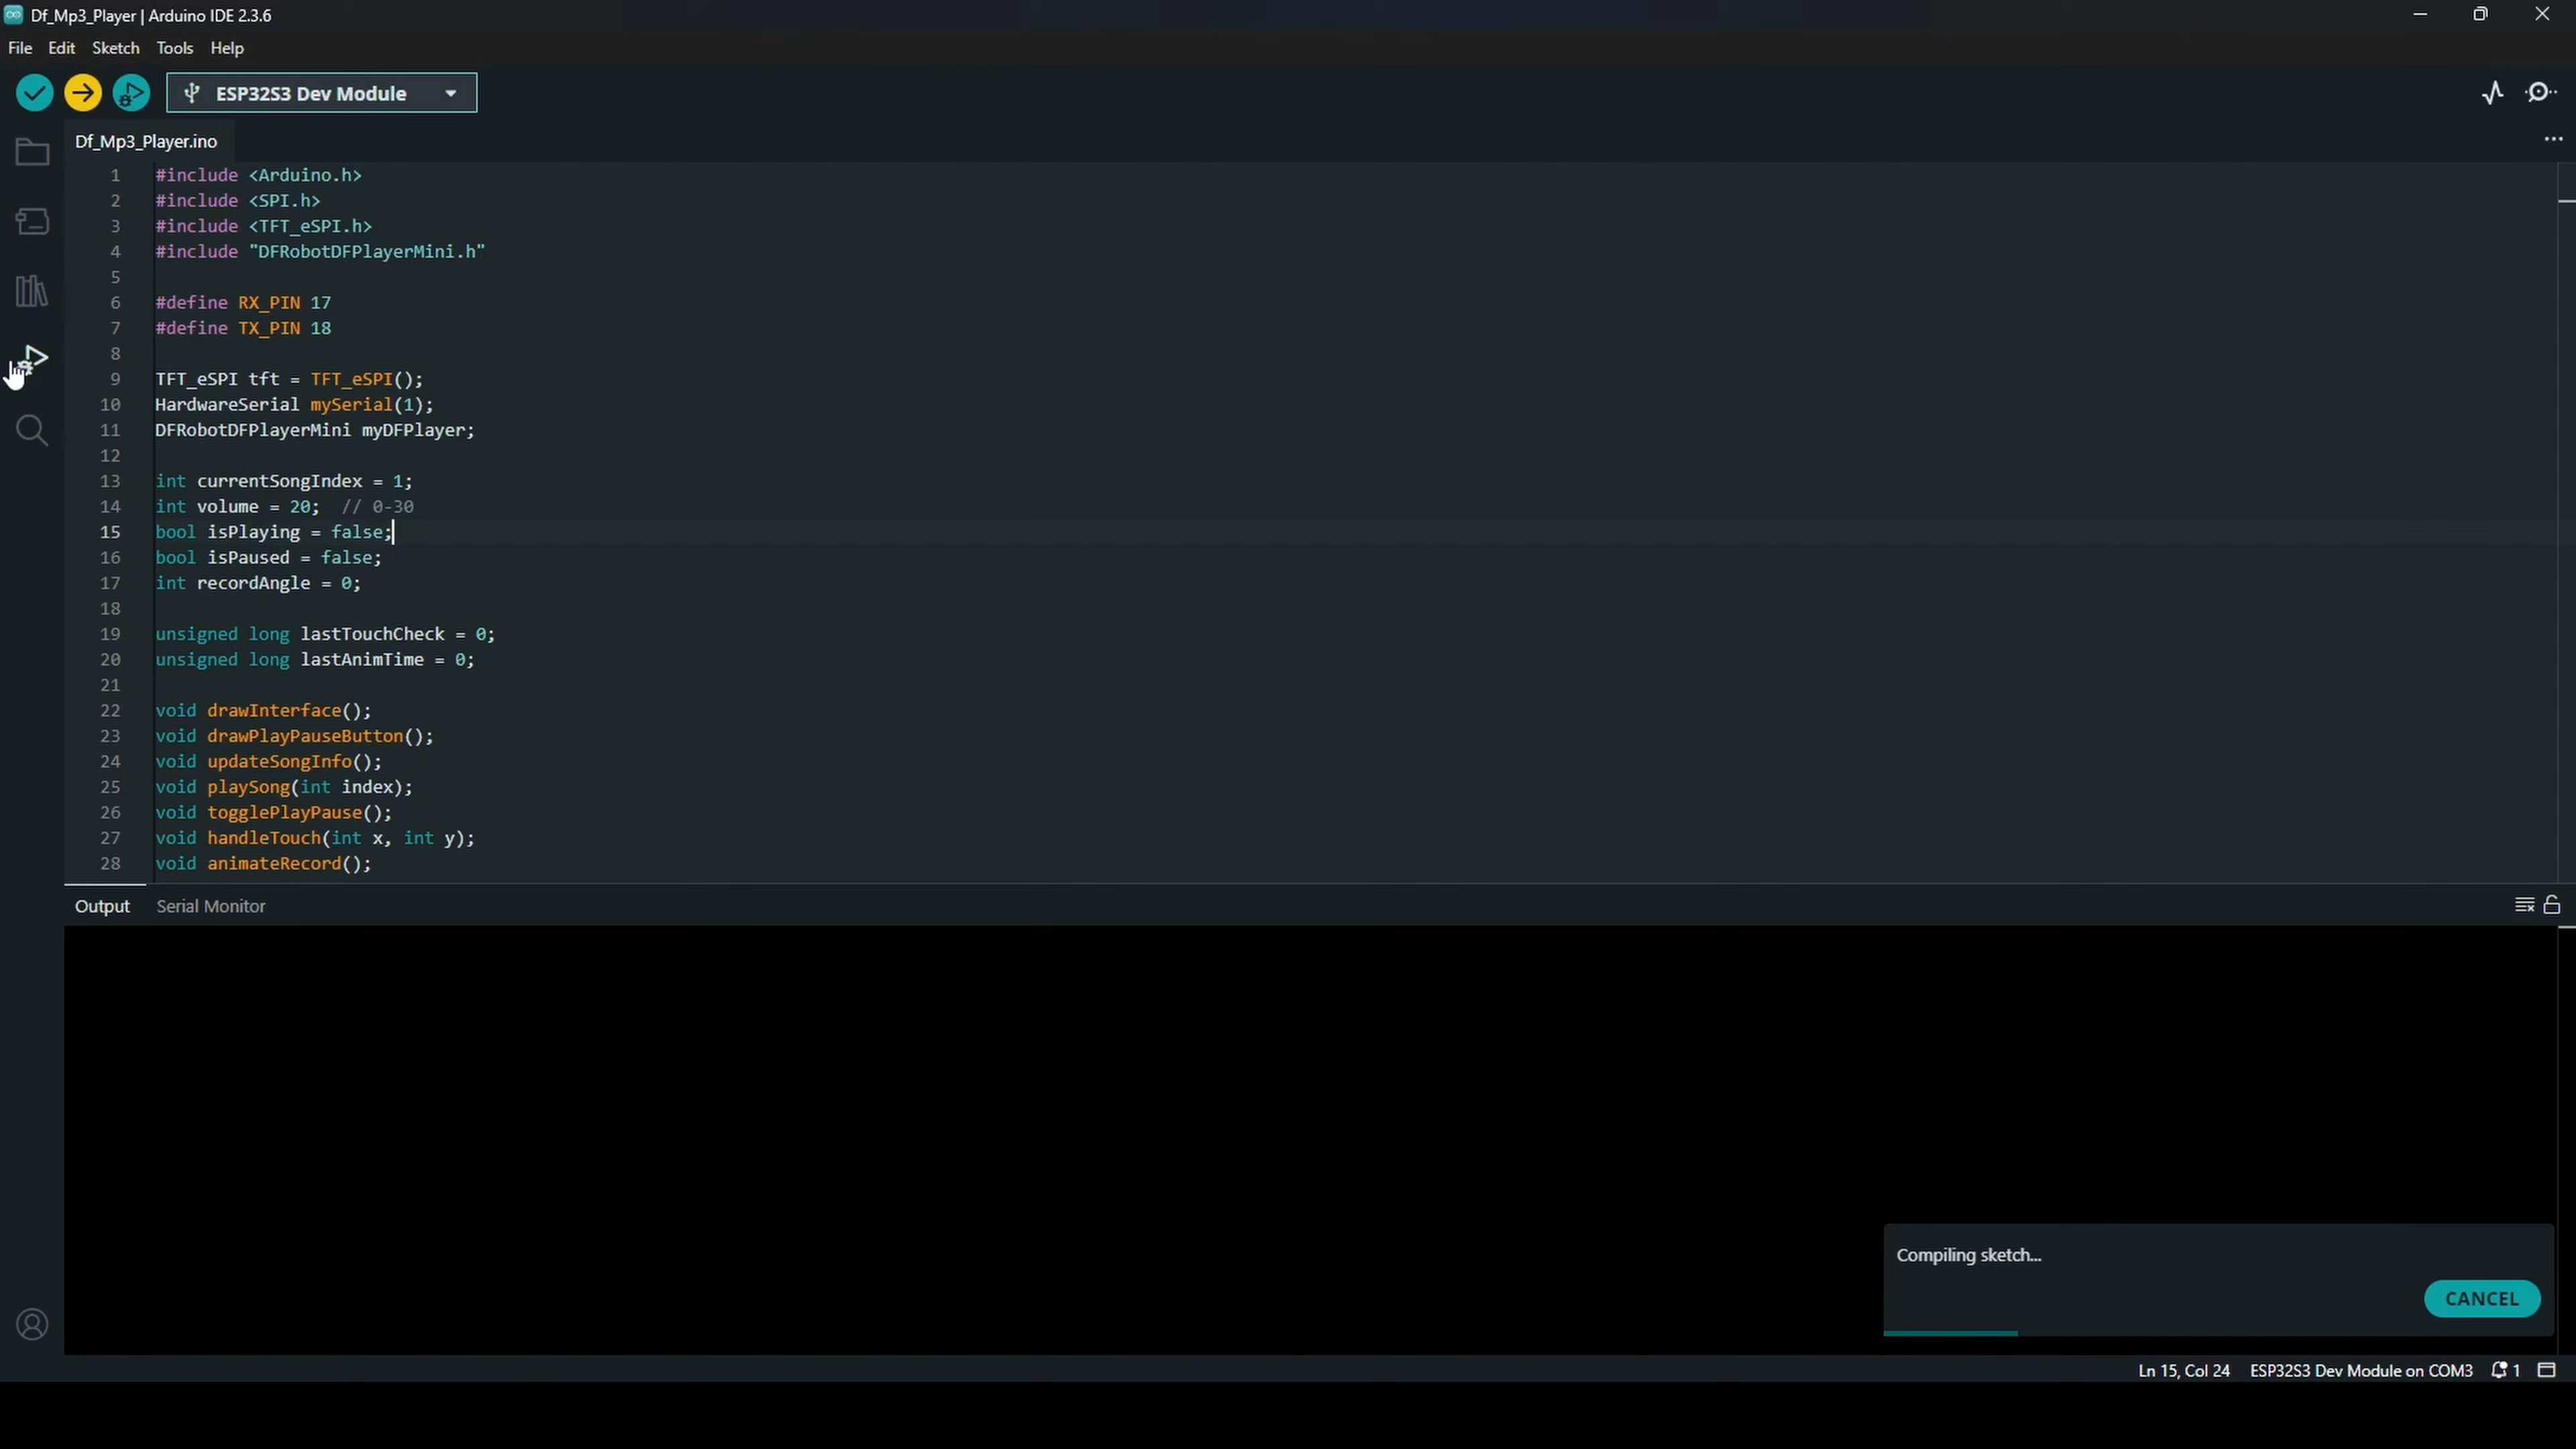 Df_Mp3_Player | Arduino IDE 2.3.6
File Edit Sketch Tools Help
ESP32S3 Dev Module
Df_Mp3_Player.ino
1 #include <Arduino.h>
2 #include <SPI.h>
3 #include <TFT_eSPI.h>
4 #include "DFRobotDFPlayerMini.h"
5
6 #define RX_PIN 17
7 #define TX_PIN 18
8
9 TFT_eSPI tft = TFT_eSPI();
10 HardwareSerial mySerial(1);
11 DFRobotDFPlayerMini myDFPlayer;
12
13 int currentSongIndex = 1;
14 int volume = 20;  // 0-30
15 bool isPlaying = false;
16 bool isPaused = false;
17 int recordAngle = 0;
18
19 unsigned long lastTouchCheck = 0;
20 unsigned long lastAnimTime = 0;
21
22 void drawInterface();
23 void drawPlayPauseButton();
24 void updateSongInfo();
25 void playSong(int index);
26 void togglePlayPause();
27 void handleTouch(int x, int y);
28 void animateRecord();
Output Serial Monitor
Compiling sketch...
CANCEL
Ln 15, Col 24 ESP32S3 Dev Module on COM3 1